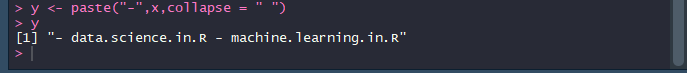 > y <- paste("-",x,collapse = " ")
> y
[1] "- data.science.in.R - machine.learning.in.R"
>